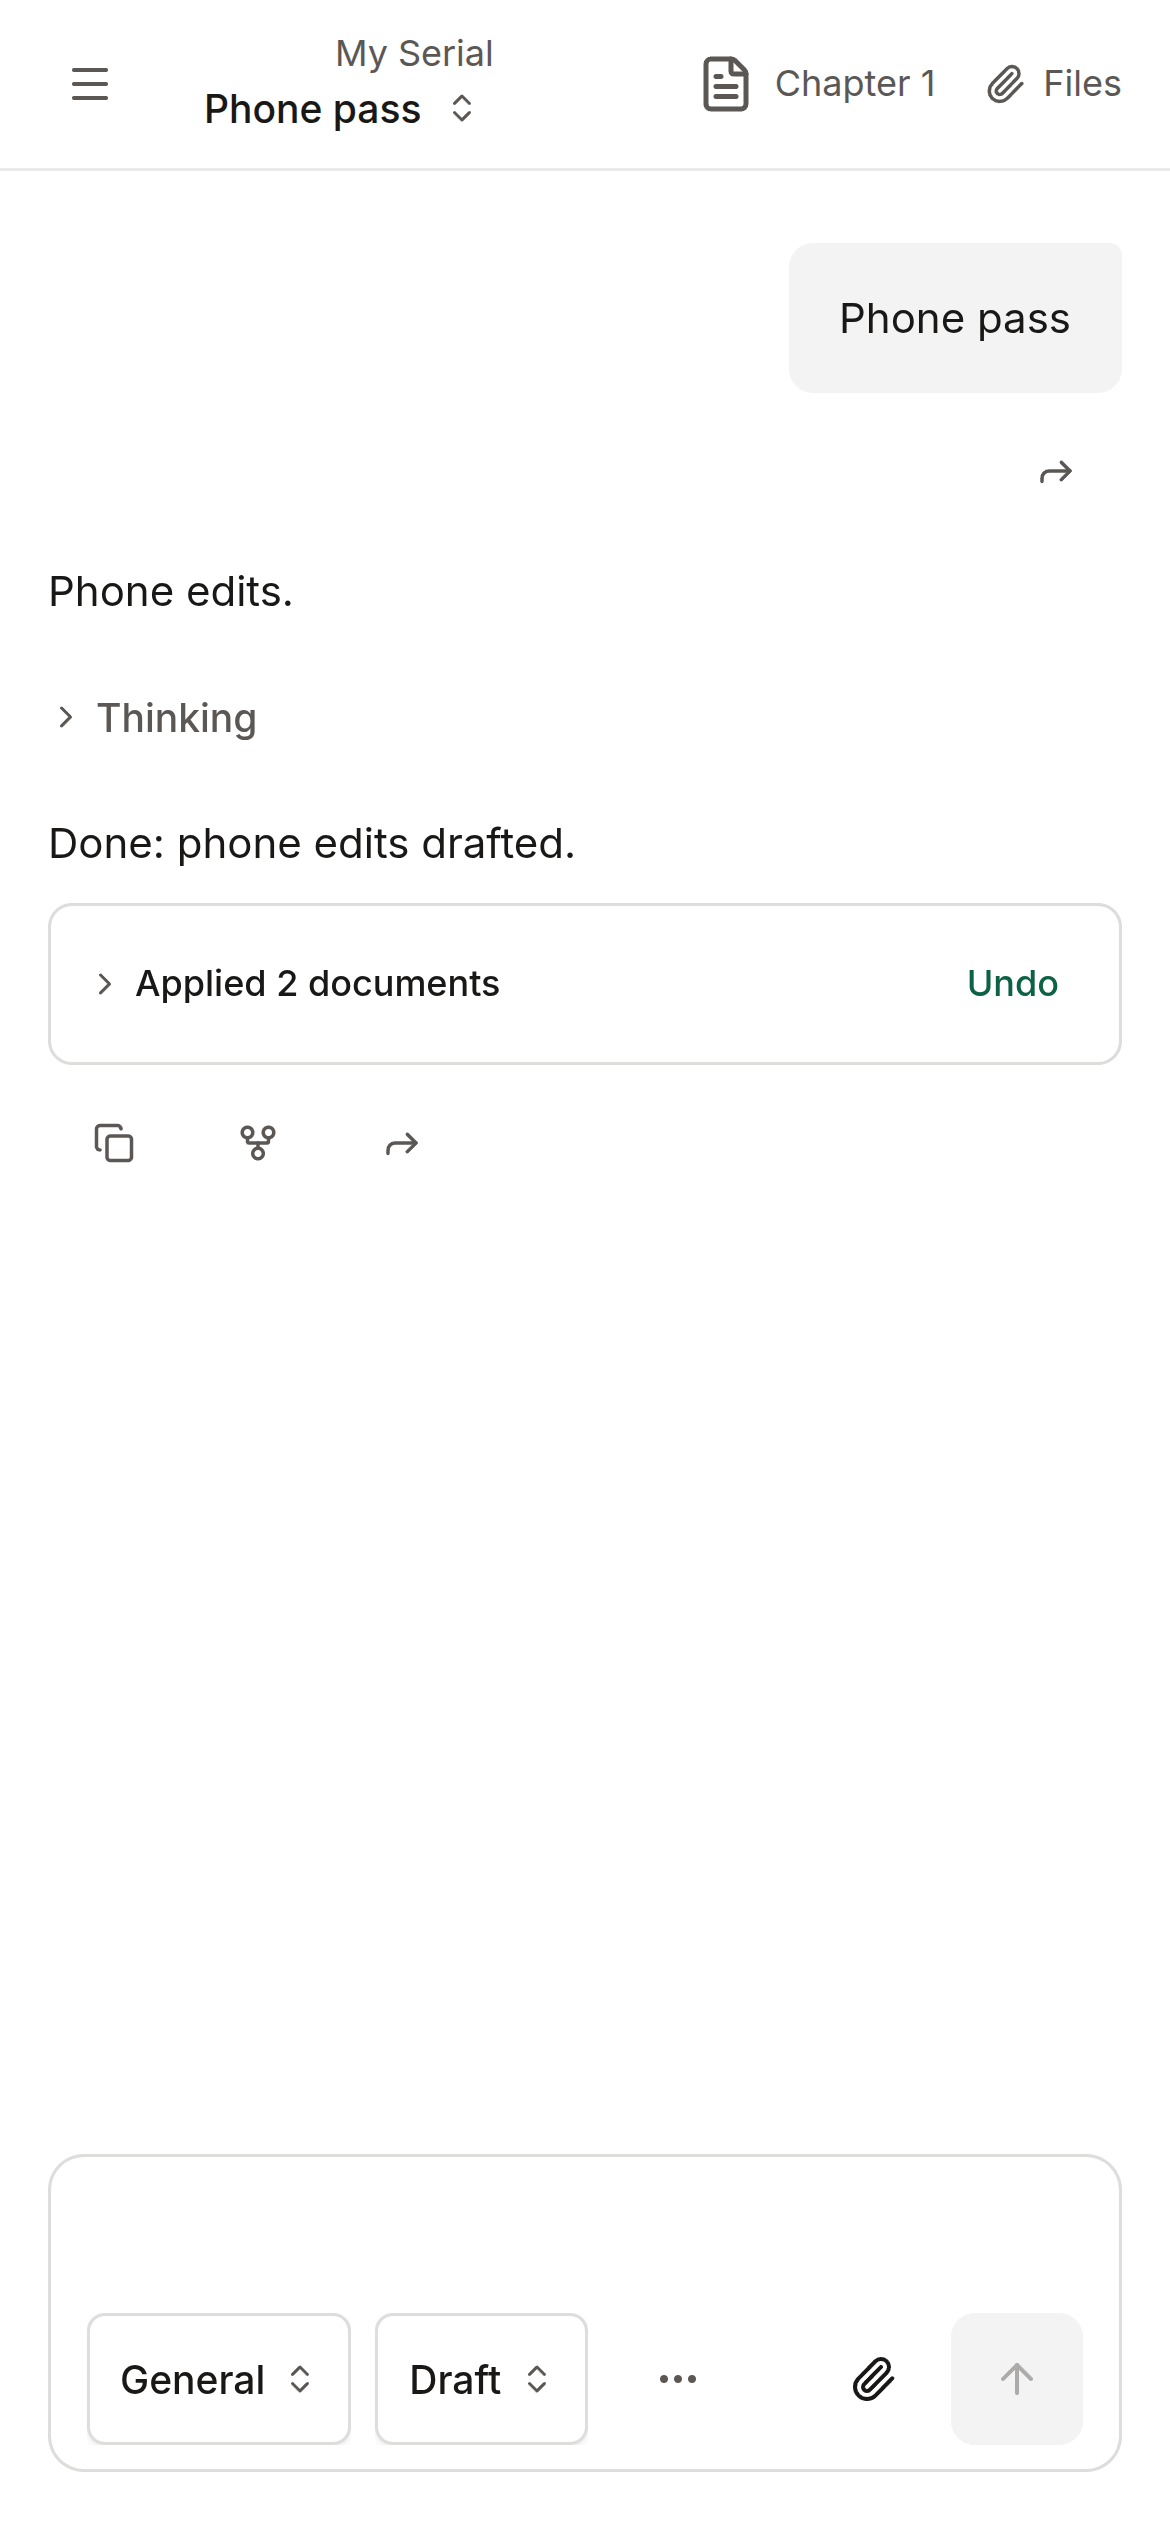 My Serial
Phone pass
Chapter 1
Files
Phone pass
Phone edits.
Thinking
Done: phone edits drafted.
Applied 2 documents
Undo
General
Draft